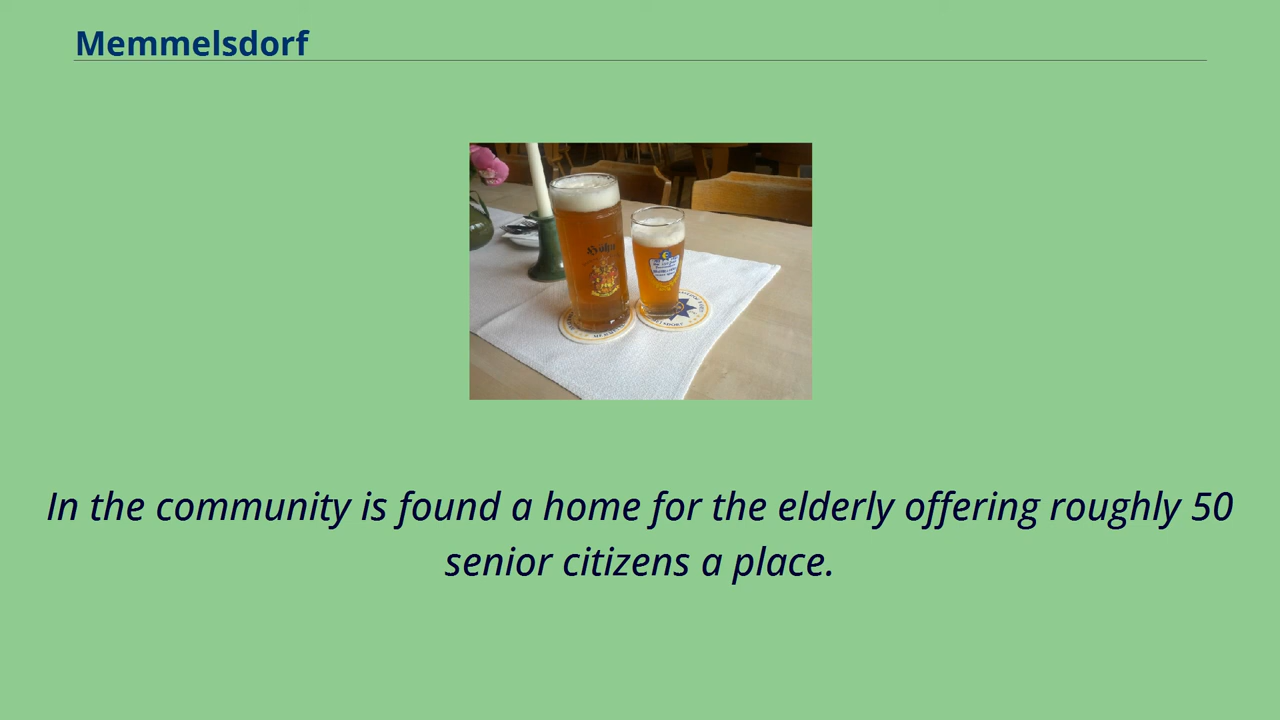 Memmelsdorf
In the community is found a home for the elderly offering roughly 50
senior citizens a place.